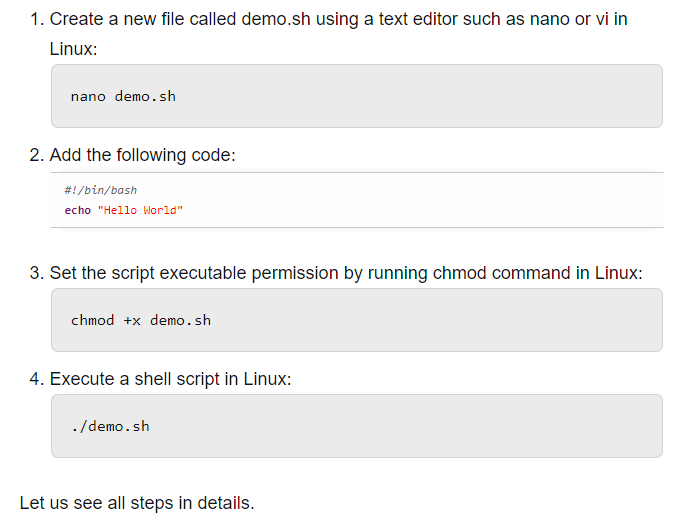 1. Create a new file called demo.sh using a text editor such as nano or vi in
Linux:
nano demo.sh
2. Add the following code:
#!/bin/bash
echo "Hello World"
3. Set the script executable permission by running chmod command in Linux:
chmod +x demo.sh
4. Execute a shell script in Linux:
./demo.sh
Let us see all steps in details.